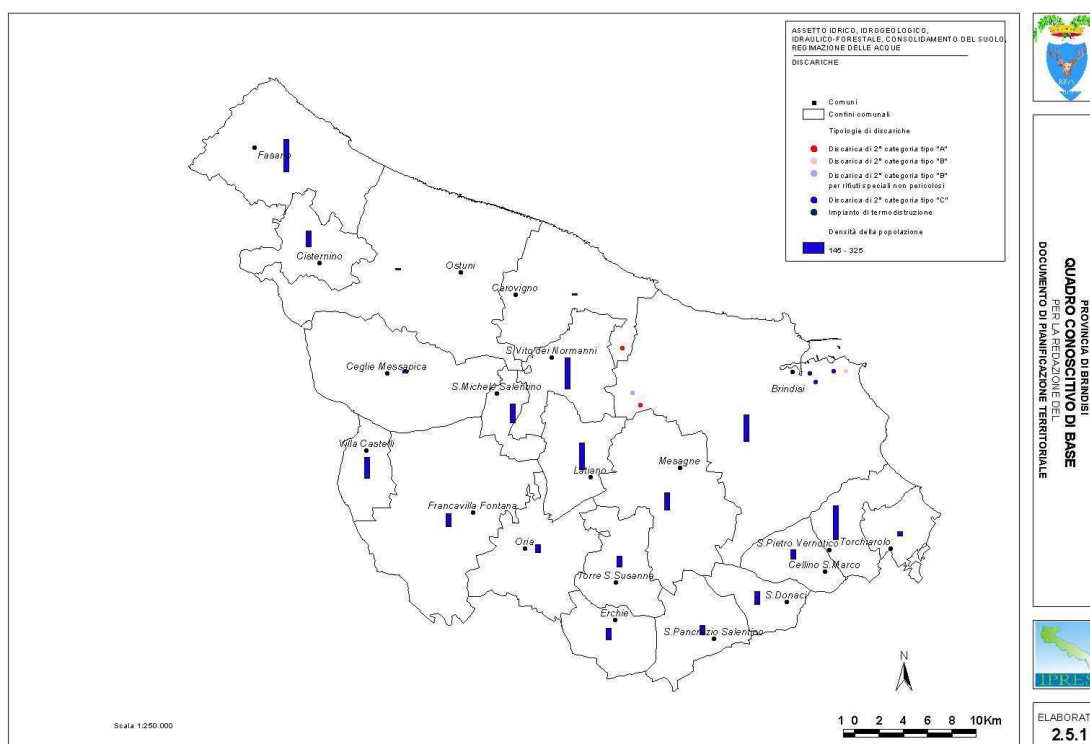 ASSETTO IDRICO, IDROGEOLOGICO,
IDRAULICO-FORESTALE, CONSOLIDAMENTO DEL SUOLO,
REGIMAZIONE DELLE ACQUE
DISCARICHE
Comuni
Confini comunali
Tipologie di discariche
Discarica di 2° categoria tipo "A"
Discarica di 2° categoria tipo "B"
Discarica di 2° categoria tipo "B"
per rifiuti speciali non pericolosi
Discarica di 2° categoria tipo "C"
Impianto di termodistruzione
Densità della popolazione
146 - 325
Fasano
Cisternino
Ostuni
Carovigno
S.Vito dei Normanni
Ceglie Messapica
S.Michele Salentino
Brindisi
Villa Castelli
Latiano
Mesagne
Francavilla Fontana
Oria
S.Pietro Vernotico
Torchiarolo
Cellino S.Marco
Torre S.Susanna
S.Donaci
Erchie
S.Pancrazio Salentino
N
Scala 1:250.000
1 0 2 4 6 8 10Km
PROVINCIA DI BRINDISI
QUADRO CONOSCITIVO DI BASE
PER LA REDAZIONE DEL
DOCUMENTO DI PIANIFICAZIONE TERRITORIALE
IPRES
ELABORAT
2.5.1